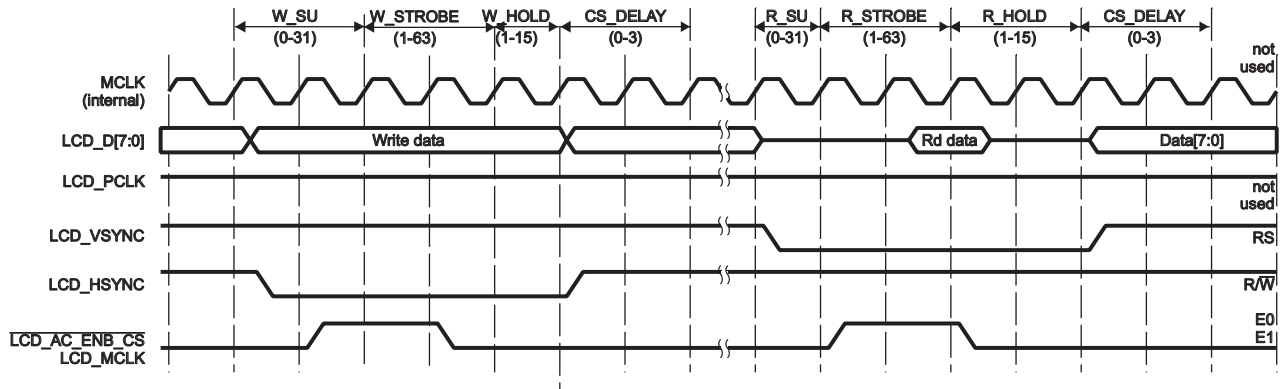 W_SU W_STROBE W_HOLD CS_DELAY R_SU R_STROBE R_HOLD CS_DELAY
(0-31) (1-63) (1-15) (0-3) (0-31) (1-63) (1-15) (0-3)
not
used
MCLK
(internal)
LCD_D[7:0] Write data Rd data Data[7:0]
LCD_PCLK
not
used
LCD_VSYNC RS
LCD_HSYNC R/W̅
E0
LCD_AC_ENB_CS E1
LCD_MCLK